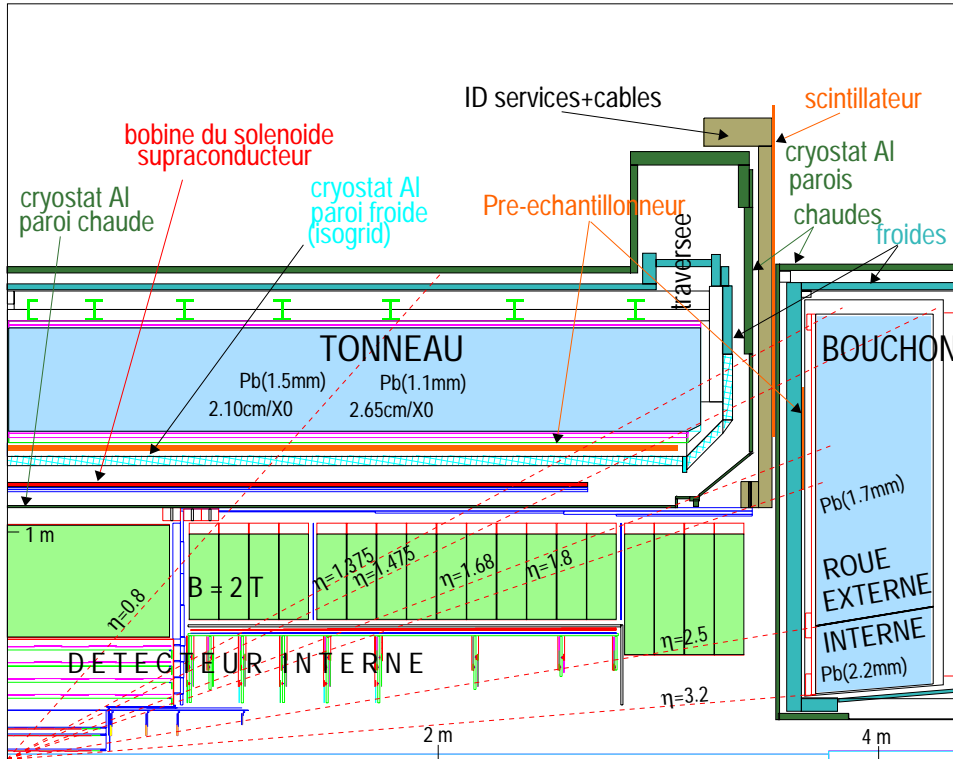 ID services+cables
scintillateur
bobine du solenoide
supraconducteur
cryostat Al
parois
chaudes
froides
cryostat Al
paroi chaude
cryostat Al
paroi froide
(isogrid)
Pre-echantillonneur
traversee
TONNEAU
BOUCHON
Pb(1.5mm)
Pb(1.1mm)
2.10cm/X0
2.65cm/X0
Pb(1.7mm)
1 m
B = 2 T
η=0.8
η=1.375
η=1.475
η=1.68
η=1.8
ROUE
EXTERNE
INTERNE
Pb(2.2mm)
η=2.5
DETECTEUR INTERNE
η=3.2
2 m
4 m